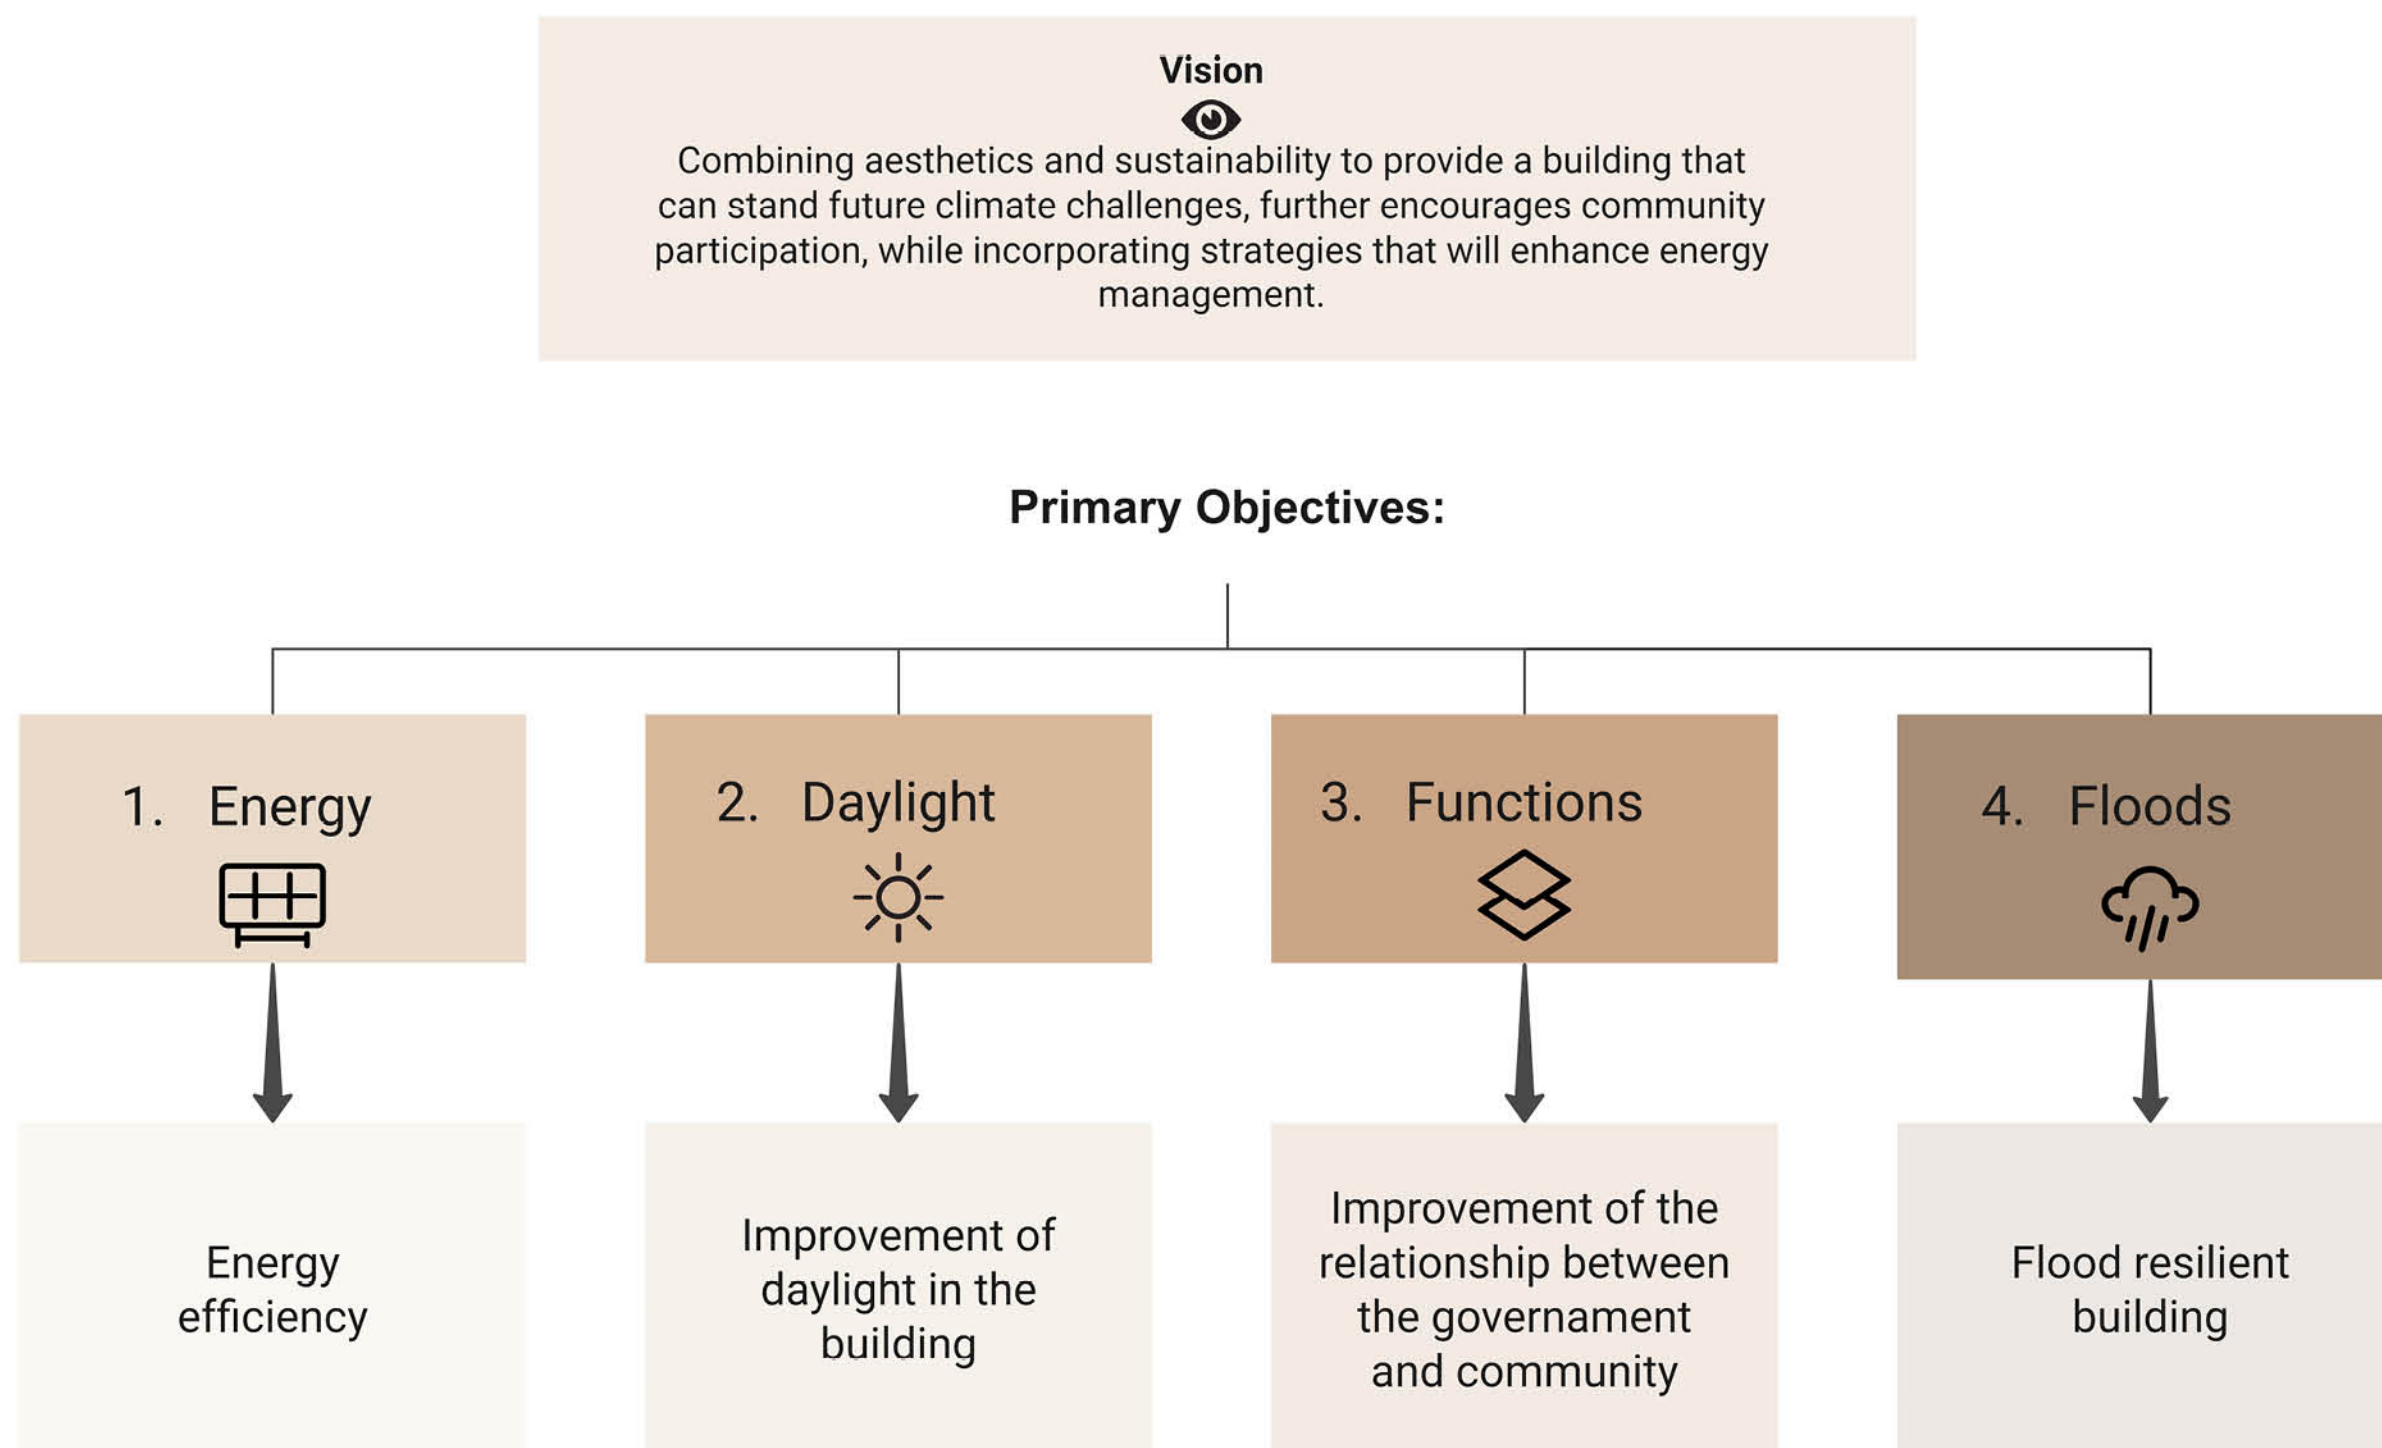 Vision
Combining aesthetics and sustainability to provide a building that
can stand future climate challenges, further encourages community
participation, while incorporating strategies that will enhance energy
management.
Primary Objectives:
1. Energy
2. Daylight
3. Functions
4. Floods
Energy
efficiency
Improvement of
daylight in the
building
Improvement of the
relationship between
the governament
and community
Flood resilient
building